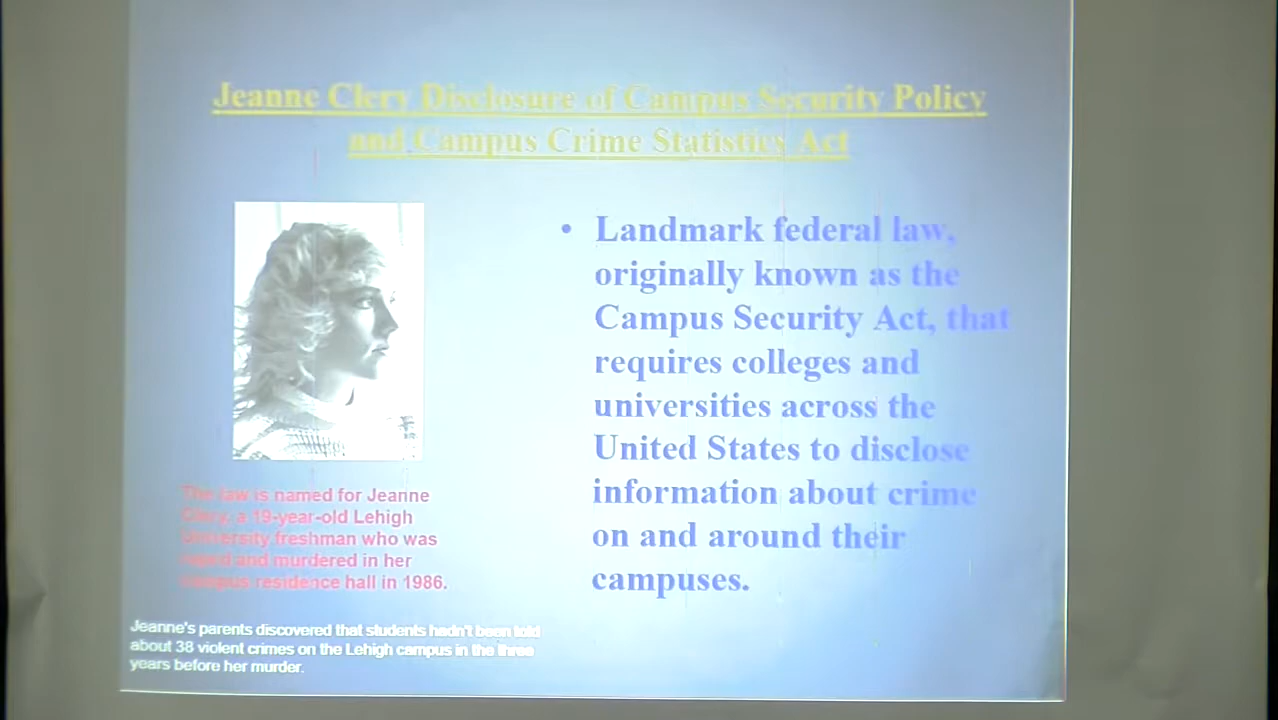 Jeanne Clery Disclosure of Campus Security Policy
and Campus Crime Statistics Act
• Landmark federal law,
originally known as the
Campus Security Act, that
requires colleges and
universities across the
United States to disclose
information about crime
on and around their
campuses.
The law is named for Jeanne
Clery, a 19-year-old Lehigh
University freshman who was
raped and murdered in her
campus residence hall in 1986.
Jeanne's parents discovered that students hadn't been told
about 38 violent crimes on the Lehigh campus in the three
years before her murder.